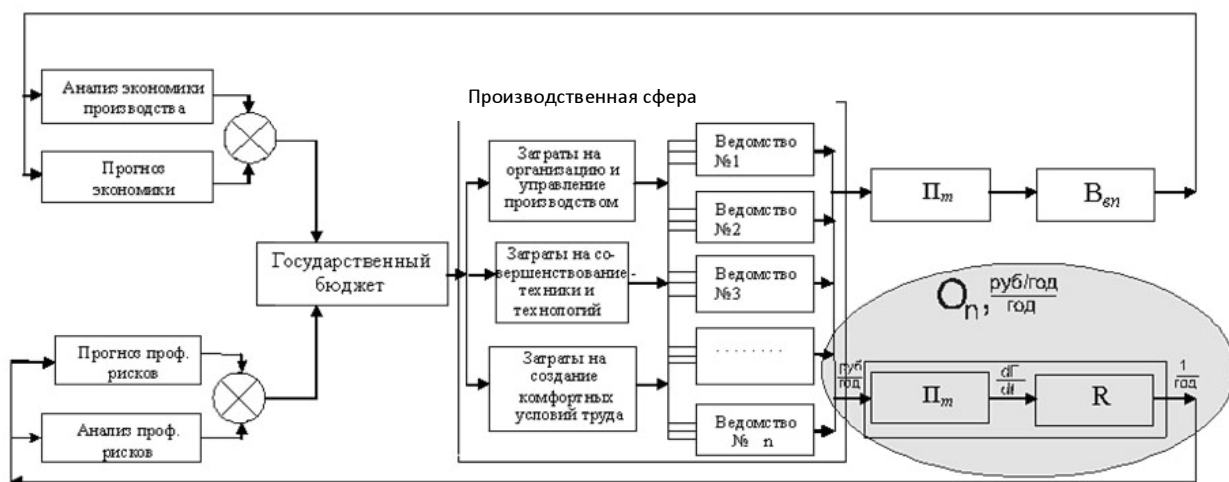 Анализ экономики
производства
Прогноз
экономики
Государственный
бюджет
Прогноз проф.
рисков
Анализ проф.
рисков
Производственная сфера
Затраты на
организацию и
управление
производством
Затраты на со-
вершенствование-
техники и
технологий
Затраты на
создание
комфортных
условий труда
Ведомство
№1
Ведомство
№2
Ведомство
№3
. . . . . . . .
Ведомство
№ n
Пm
Ввп
Оn, руб/год
год
руб
год
Пm
dГ
dt
R
1
год